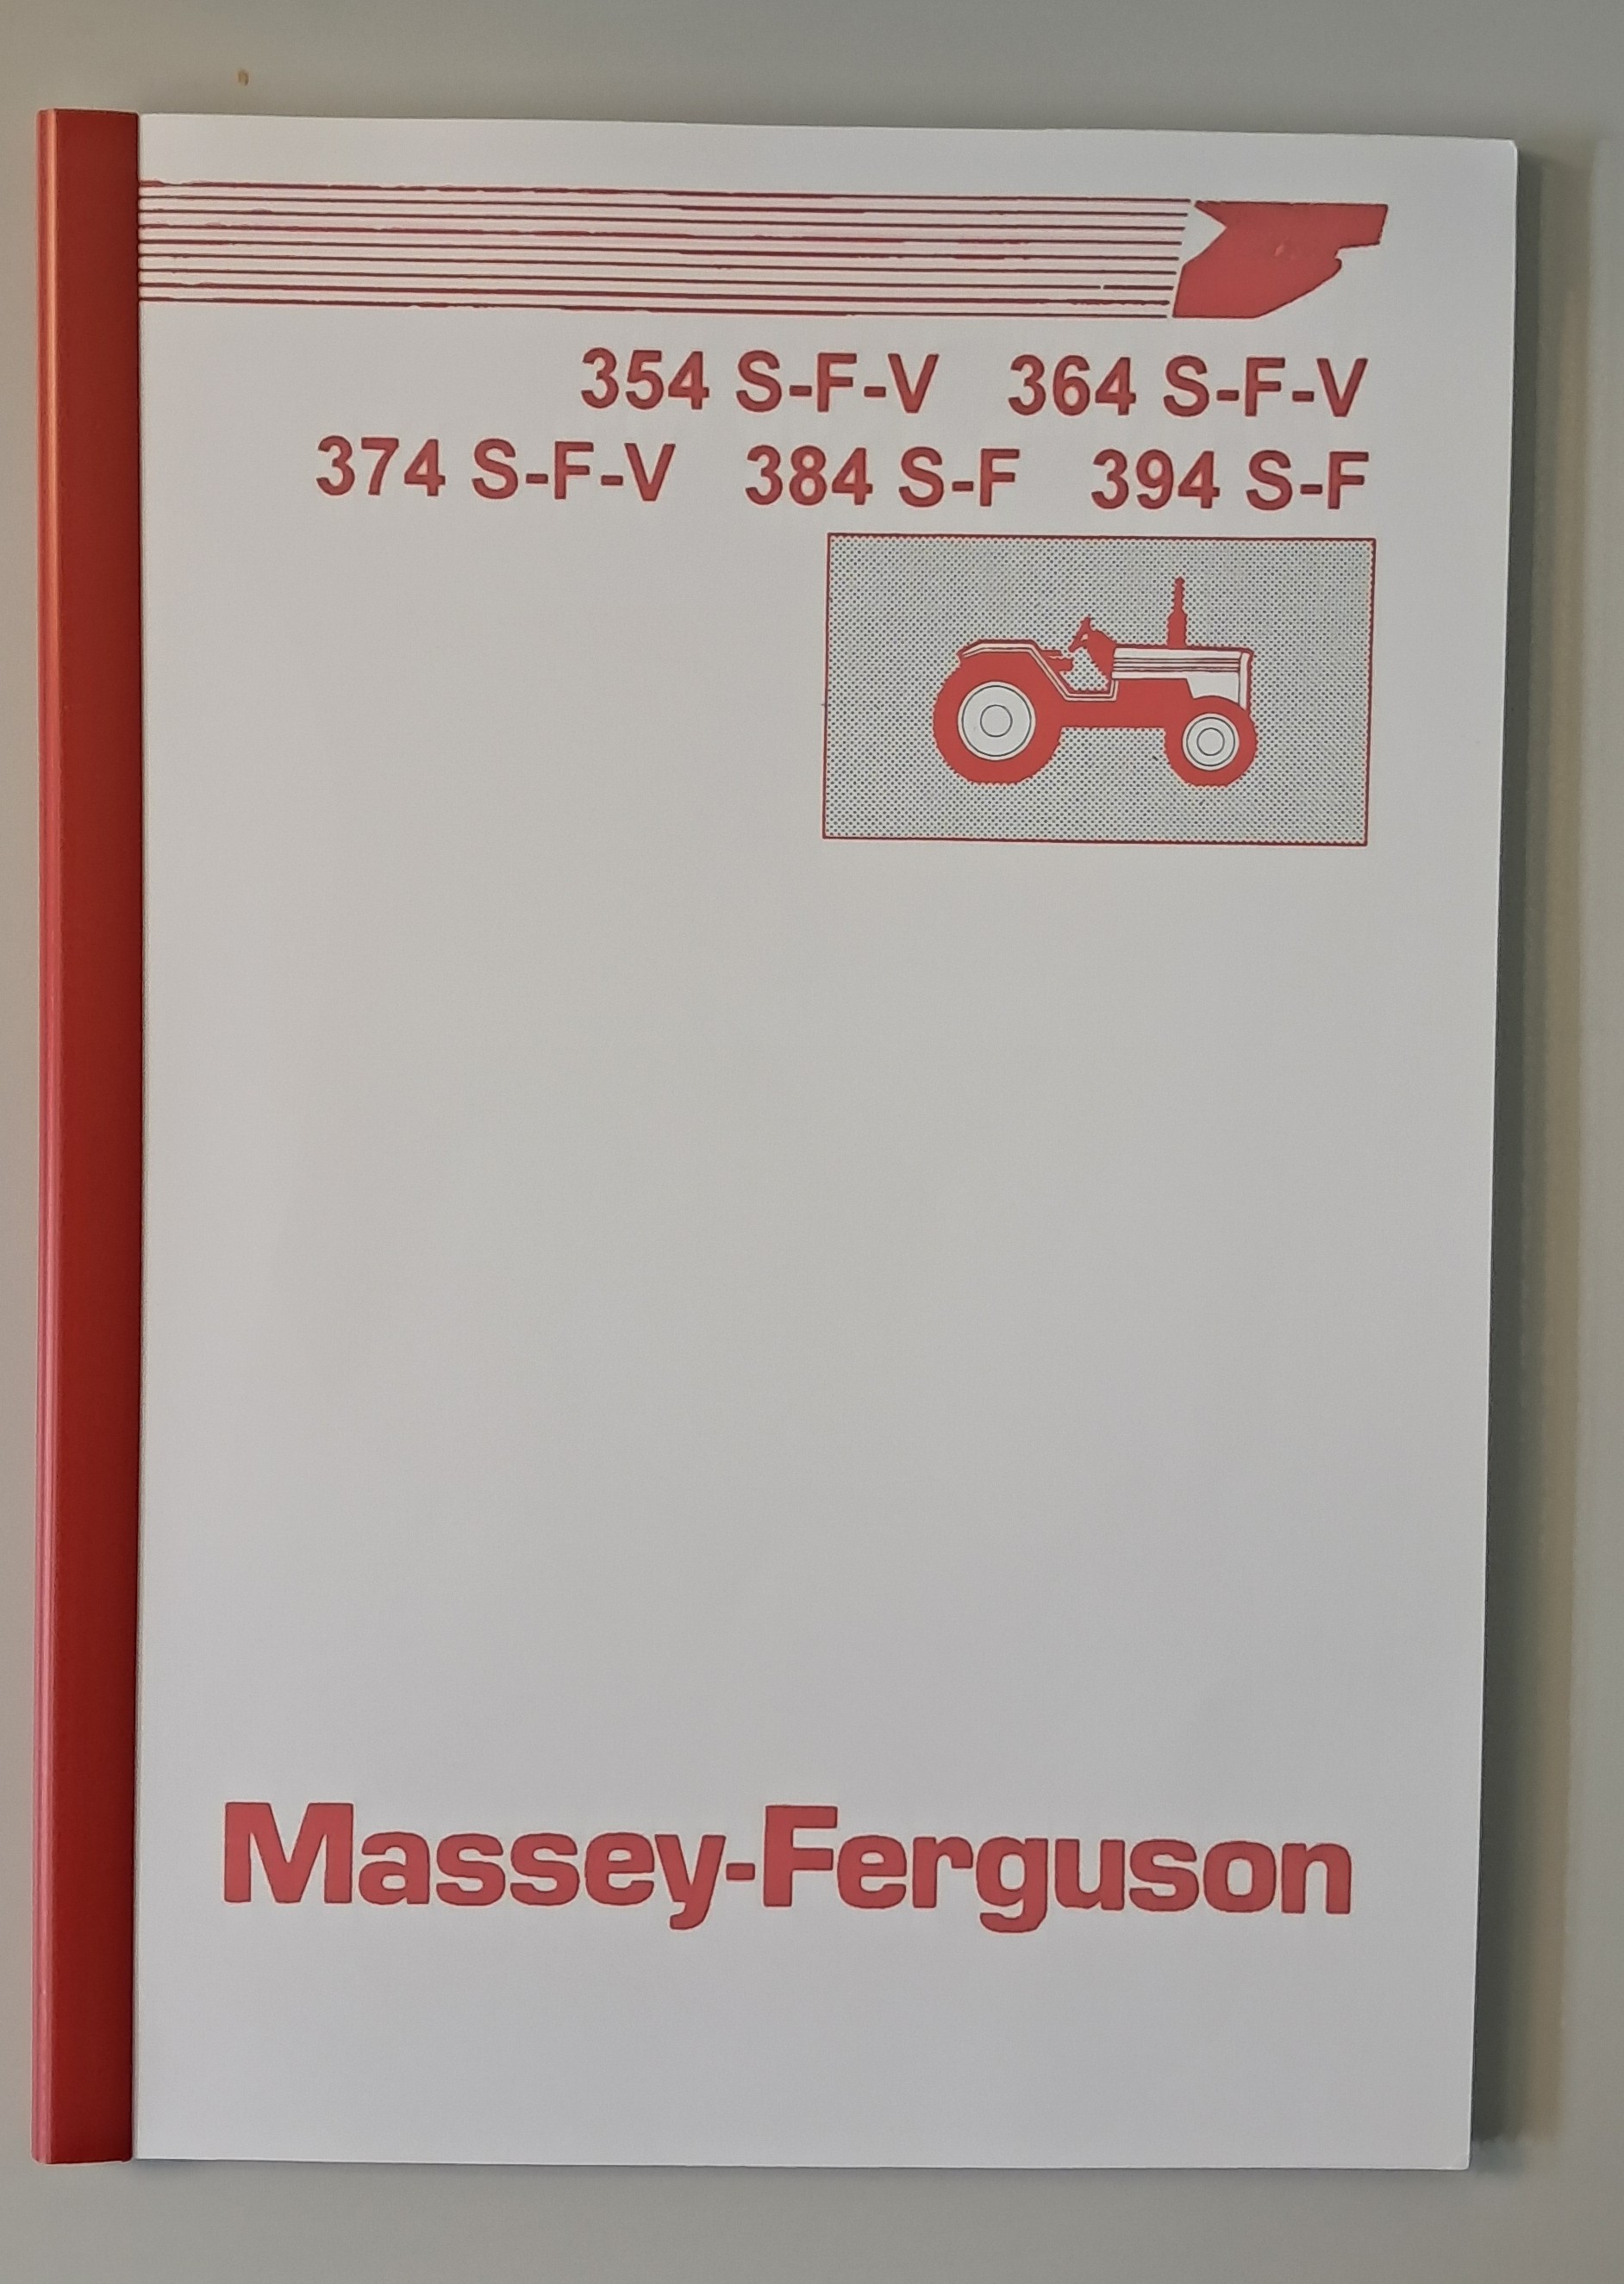 354 S-F-V 364 S-F-V
374 S-F-V 384 S-F 394 S-F
Massey-Ferguson